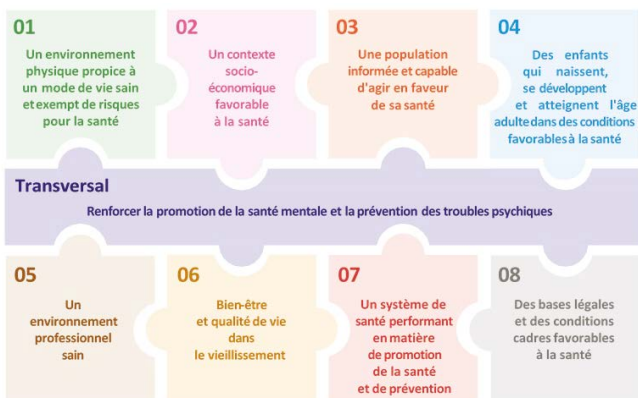 01
Un environnement
physique propice à
un mode de vie sain
et exempt de risques
pour la santé
02
Un contexte
socio-
économique
favorable
à la santé
03
Une population
informée et capable
d'agir en faveur
de sa santé
04
Des enfants
qui naissent,
se développent
et atteignent l'âge
adulte dans des conditions
favorables à la santé
Transversal
Renforcer la promotion de la santé mentale et la prévention des troubles psychiques
05
Un
environnement
professionnel
sain
06
Bien-être
et qualité de vie
dans
le vieillissement
07
Un système de
santé performant
en matière
de promotion
de la santé
et de prévention
08
Des bases légales
et des conditions
cadres favorables
à la santé